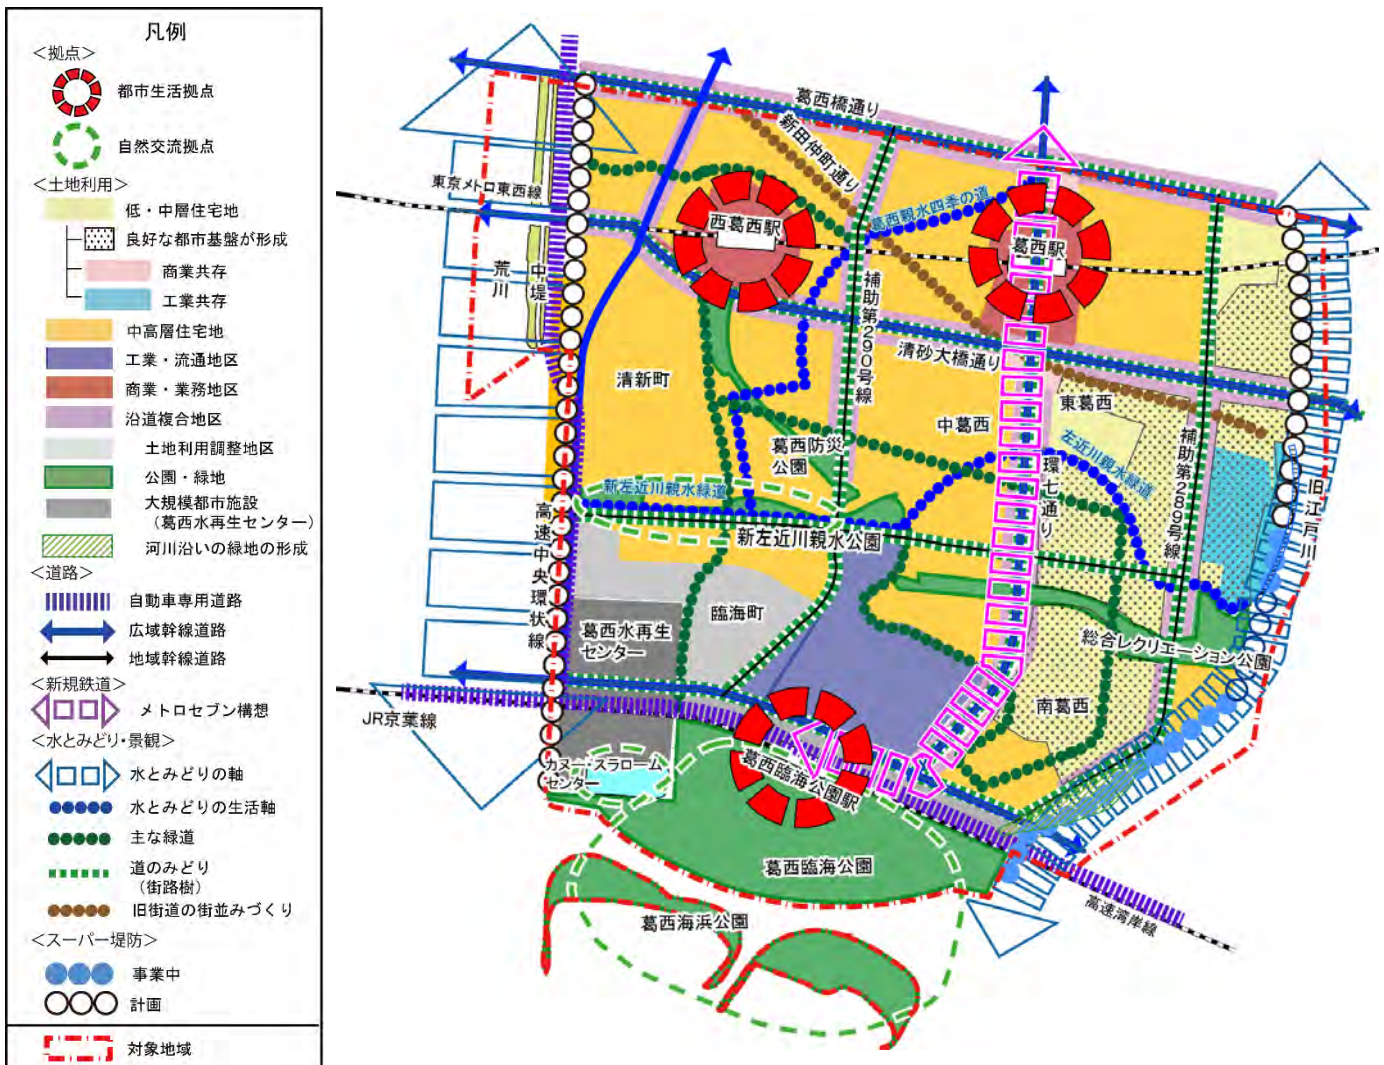 凡例
＜拠点＞
都市生活拠点
自然交流拠点
＜土地利用＞
低・中層住宅地
良好な都市基盤が形成
商業共存
工業共存
中高層住宅地
工業・流通地区
商業・業務地区
沿道複合地区
土地利用調整地区
公園・緑地
大規模都市施設
（葛西水再生センター）
河川沿いの緑地の形成
＜道路＞
自動車専用道路
広域幹線道路
地域幹線道路
＜新規鉄道＞
メトロセブン構想
＜水とみどり・景観＞
水とみどりの軸
水とみどりの生活軸
主な緑道
道のみどり
（街路樹）
旧街道の街並みづくり
＜スーパー堤防＞
事業中
計画
対象地域
葛西橋通り
新田仲町通り
東京メトロ東西線
葛西親水四季の道
西葛西駅
葛西駅
荒川
中堤
補助第290号線
清砂大橋通り
清新町
東葛西
中葛西
葛西防災
公園
環七通り
左近川親水緑道
補助第289号線
旧江戸川
新左近川親水緑道
新左近川親水公園
高速中央環状線
臨海町
葛西水再生
センター
総合レクリエーション公園
南葛西
JR京葉線
カヌー・スラローム
センター
葛西臨海公園駅
葛西臨海公園
葛西海浜公園
高速湾岸線